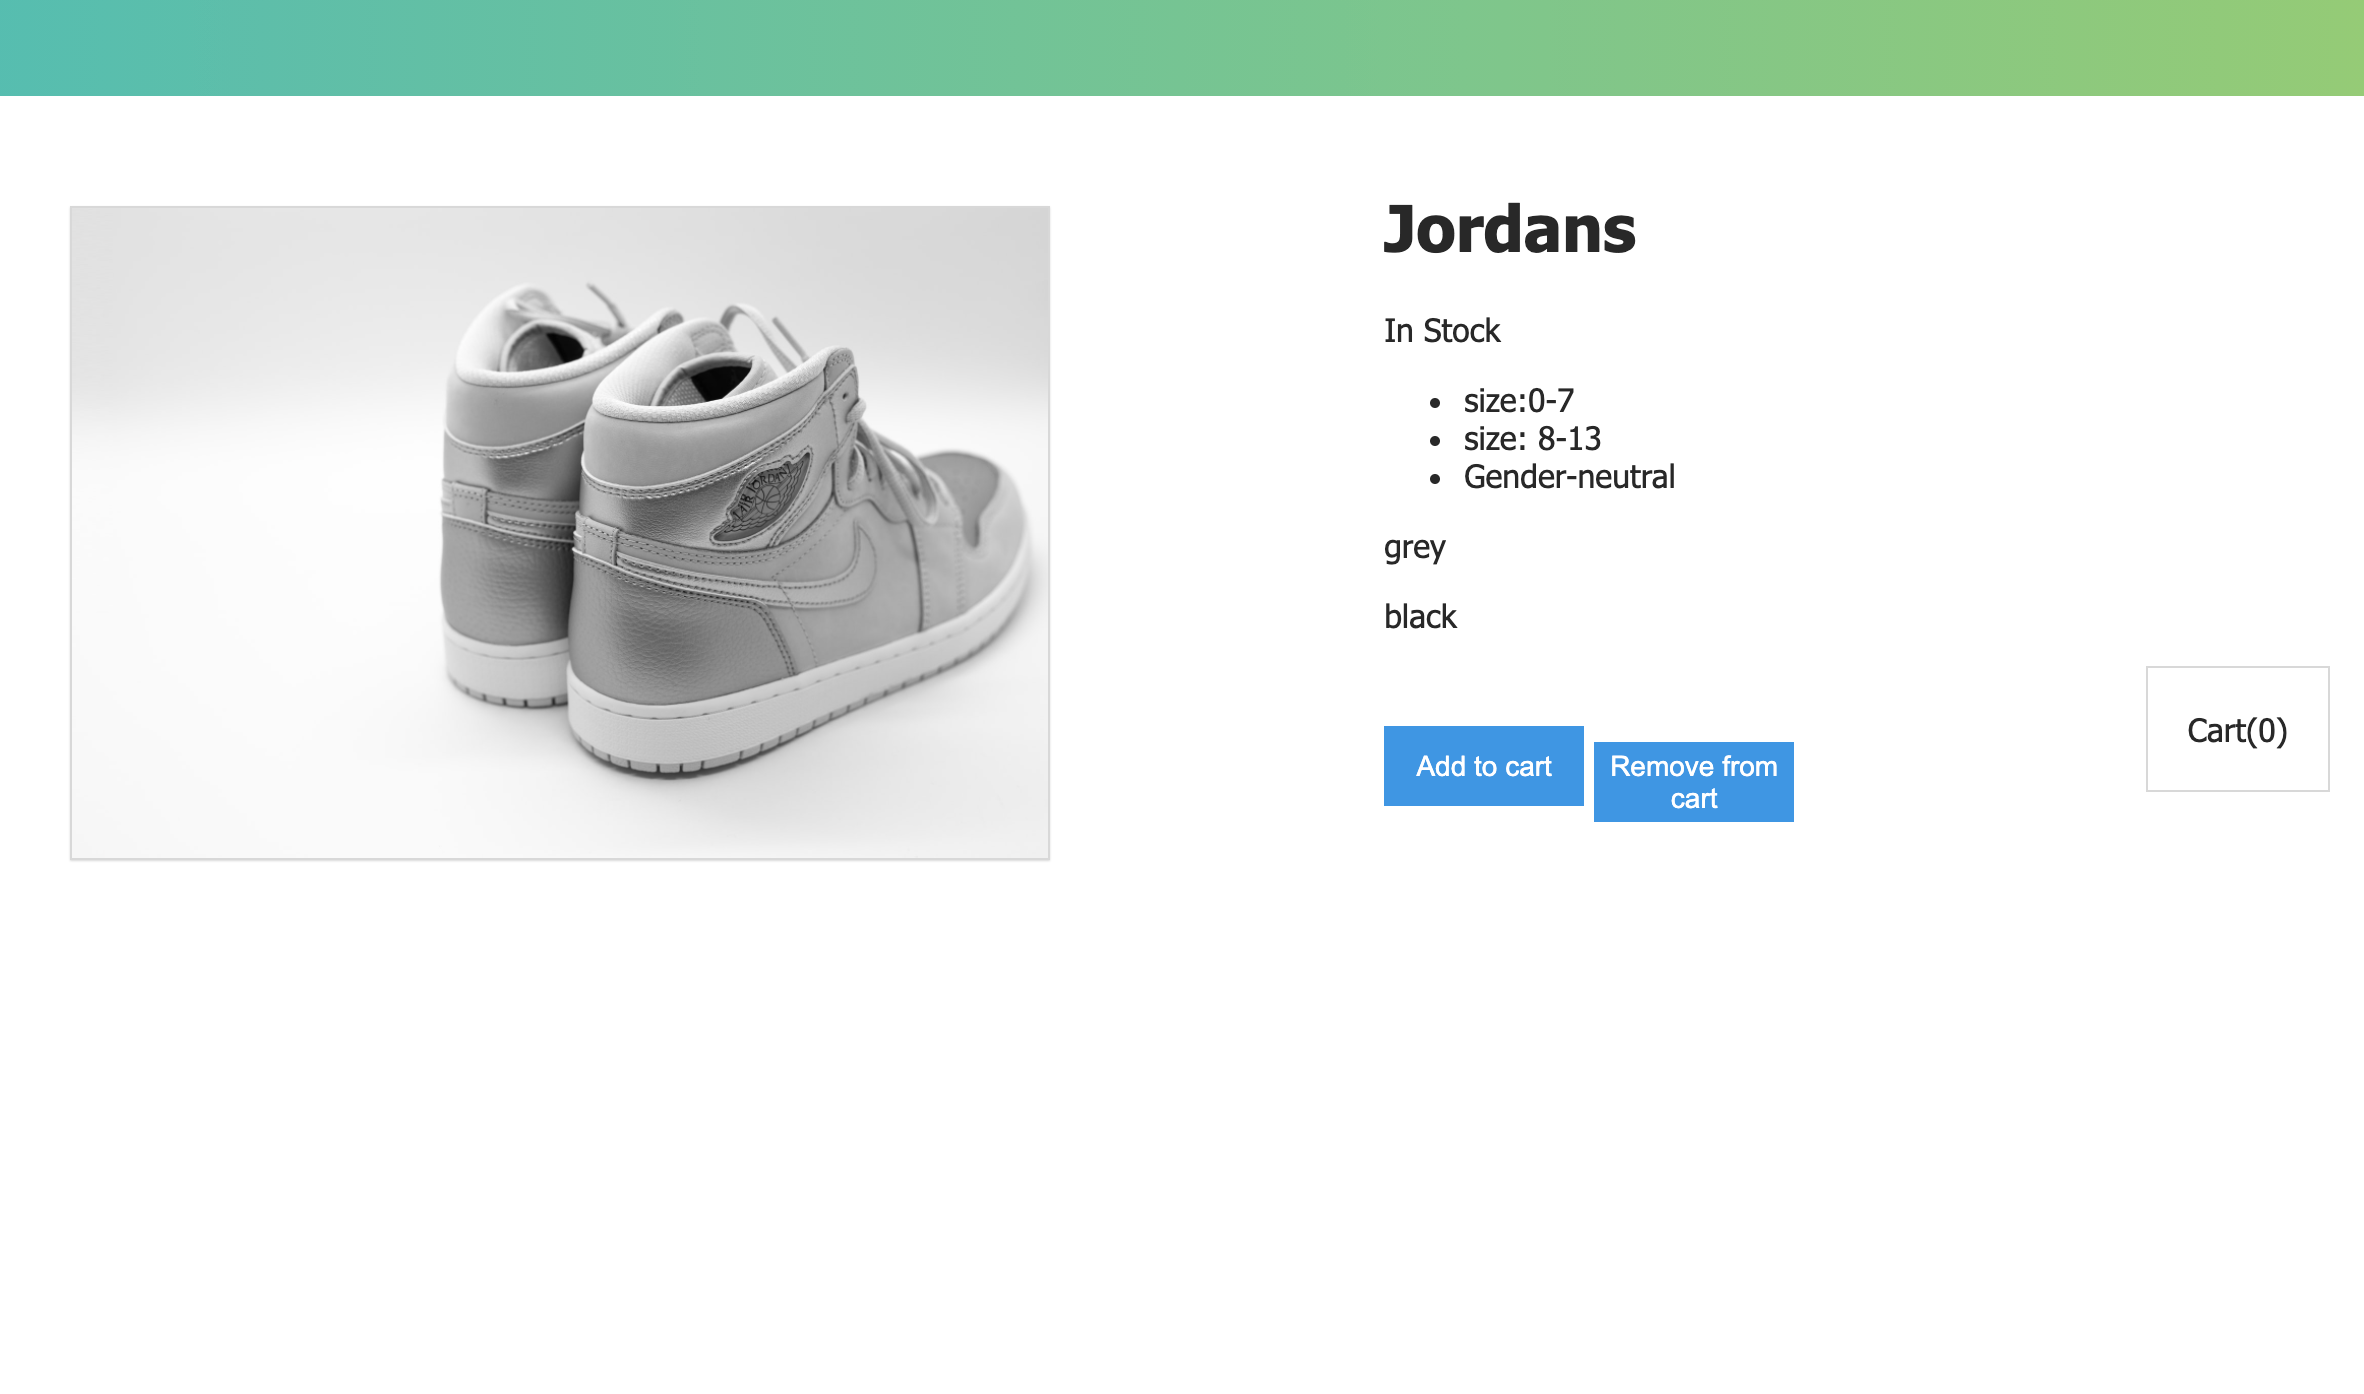 Jordans
In Stock
size:0-7
size: 8-13
Gender-neutral
AIR JORDAN
grey
black
Cart(0)
Add to cart
Remove from
cart